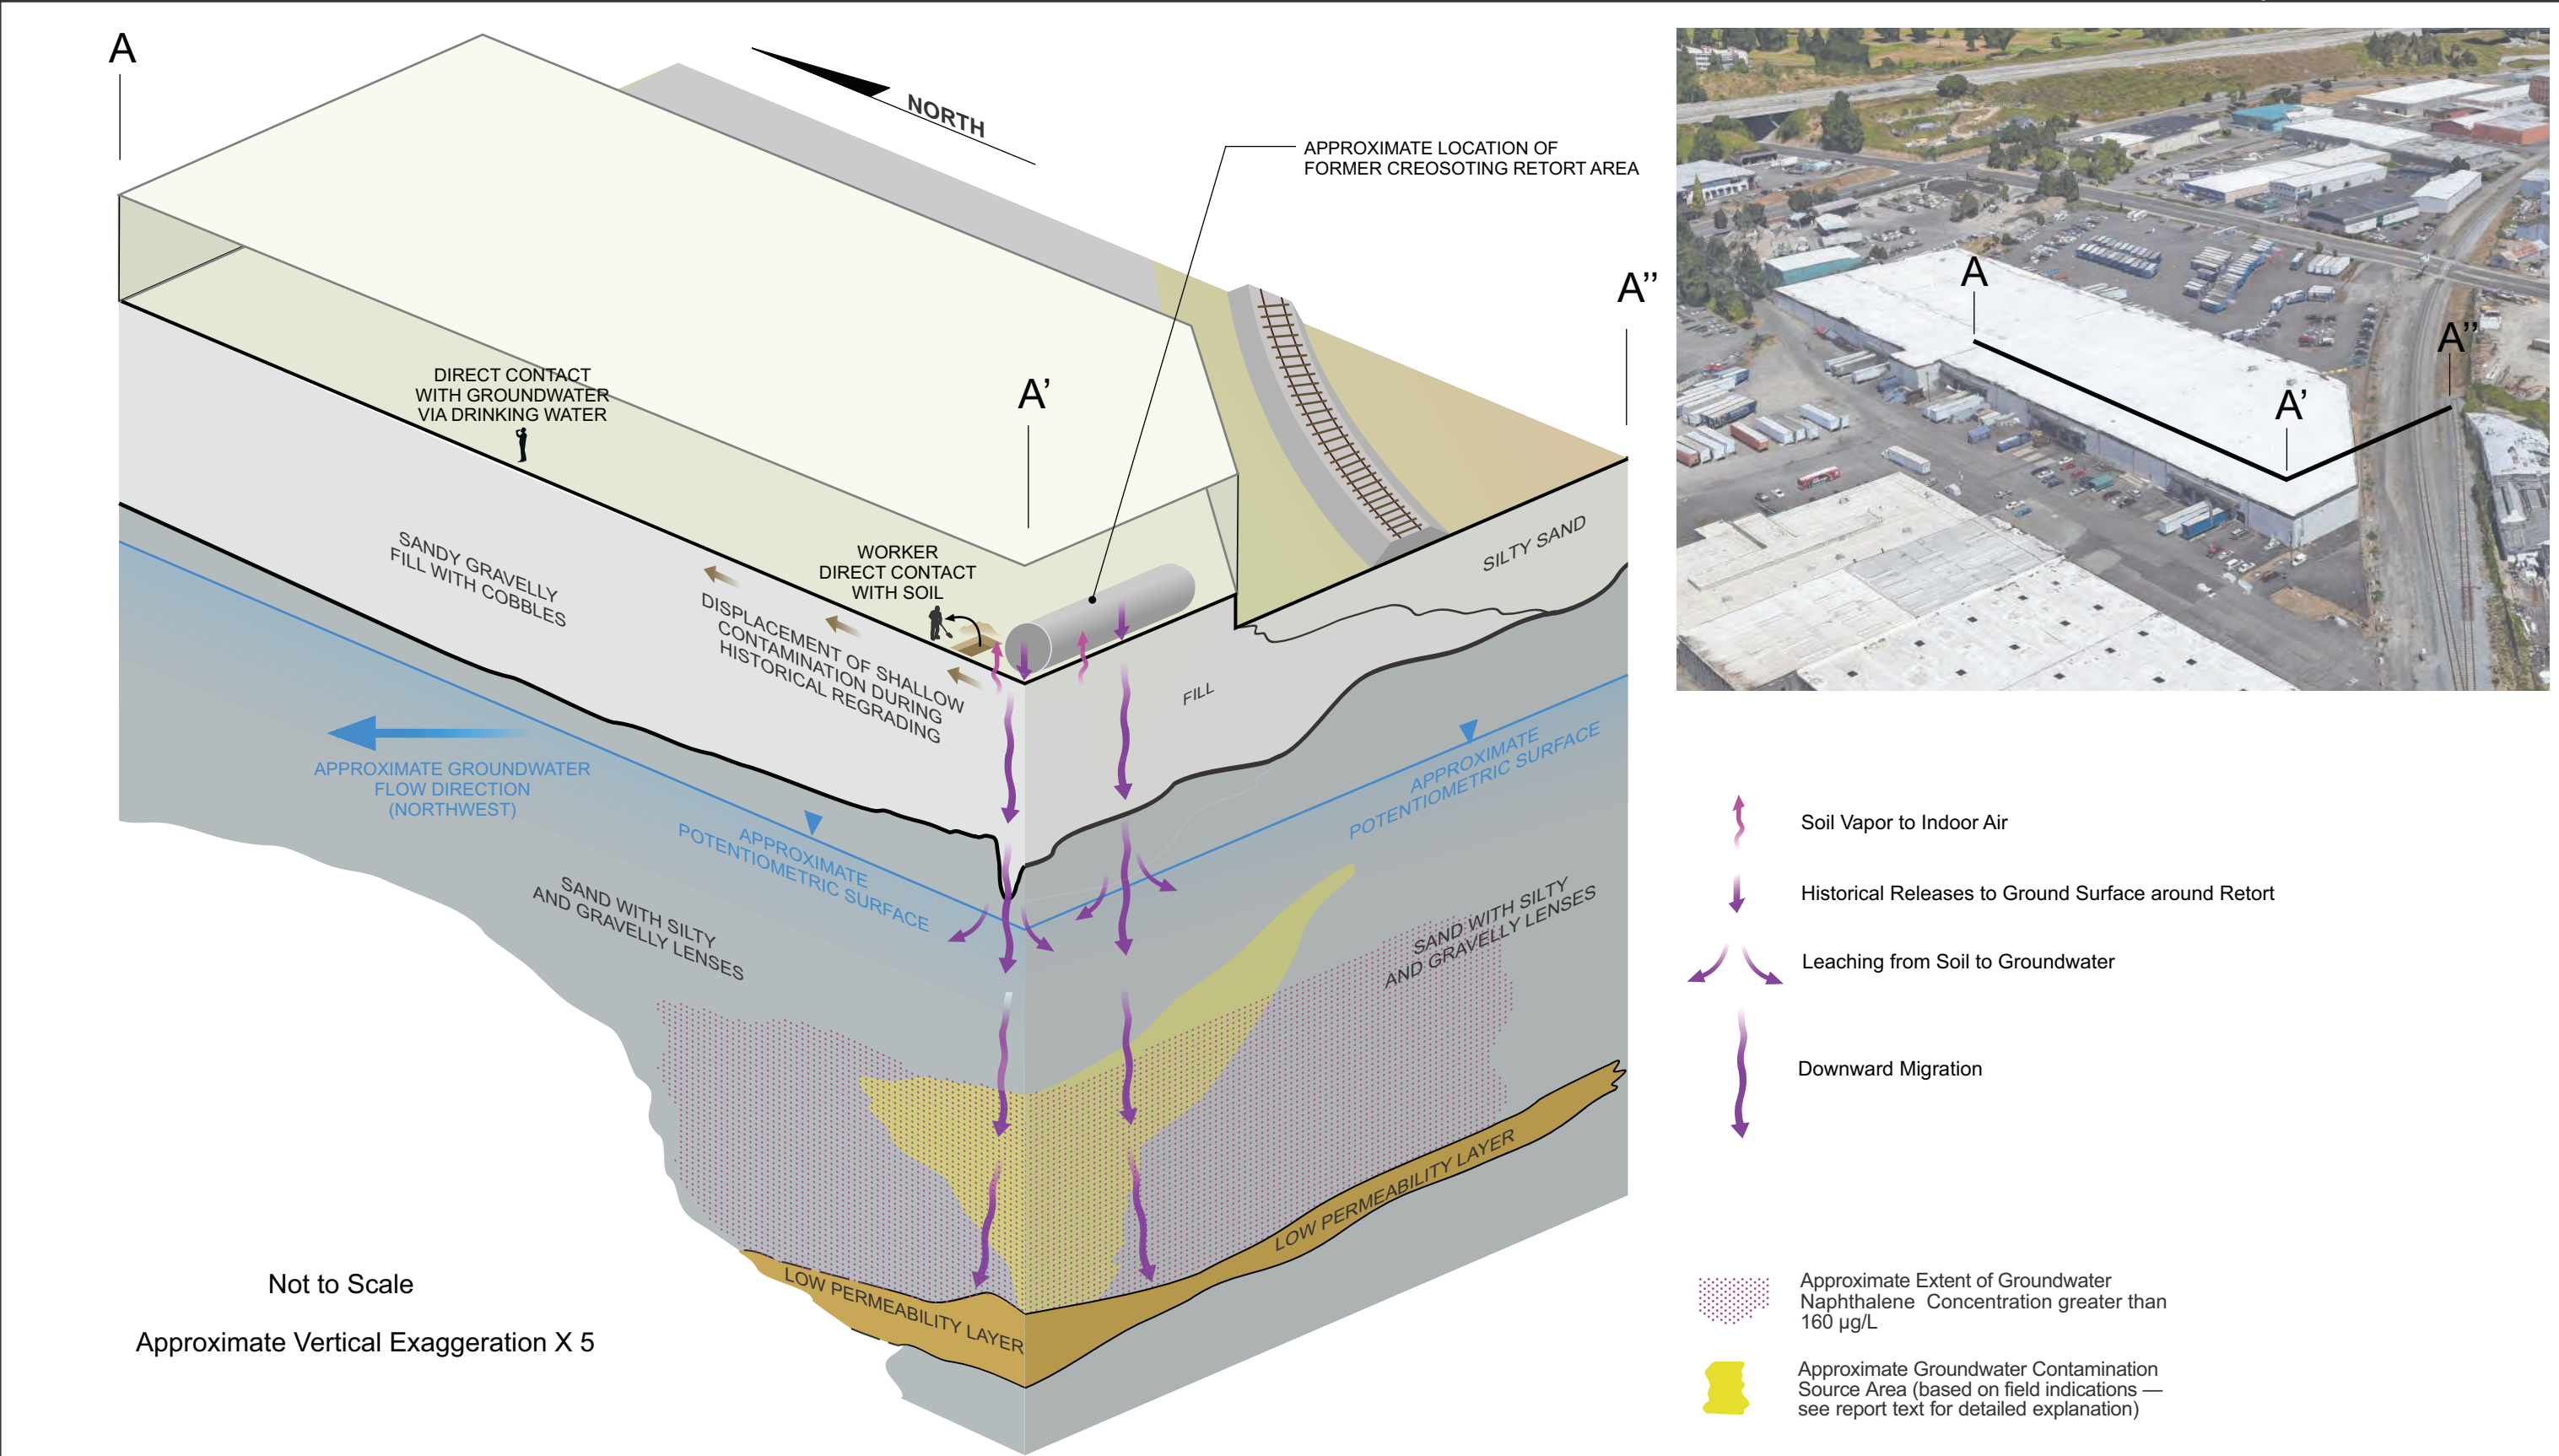 A
NORTH
APPROXIMATE LOCATION OF
FORMER CREOSOTING RETORT AREA
A’’
A’
DIRECT CONTACT
WITH GROUNDWATER
VIA DRINKING WATER
WORKER
DIRECT CONTACT
WITH SOIL
SANDY GRAVELLY
FILL WITH COBBLES
DISPLACEMENT OF SHALLOW
CONTAMINATION DURING
HISTORICAL REGRADING
SILTY SAND
FILL
APPROXIMATE GROUNDWATER
FLOW DIRECTION
(NORTHWEST)
APPROXIMATE
POTENTIOMETRIC SURFACE
APPROXIMATE
POTENTIOMETRIC SURFACE
SAND WITH SILTY
AND GRAVELLY LENSES
SAND WITH SILTY
AND GRAVELLY LENSES
LOW PERMEABILITY LAYER
LOW PERMEABILITY LAYER
Not to Scale
Approximate Vertical Exaggeration X 5
A
A’’
A’
Soil Vapor to Indoor Air
Historical Releases to Ground Surface around Retort
Leaching from Soil to Groundwater
Downward Migration
Approximate Extent of Groundwater
Naphthalene Concentration greater than
160 µg/L
Approximate Groundwater Contamination
Source Area (based on field indications —
see report text for detailed explanation)